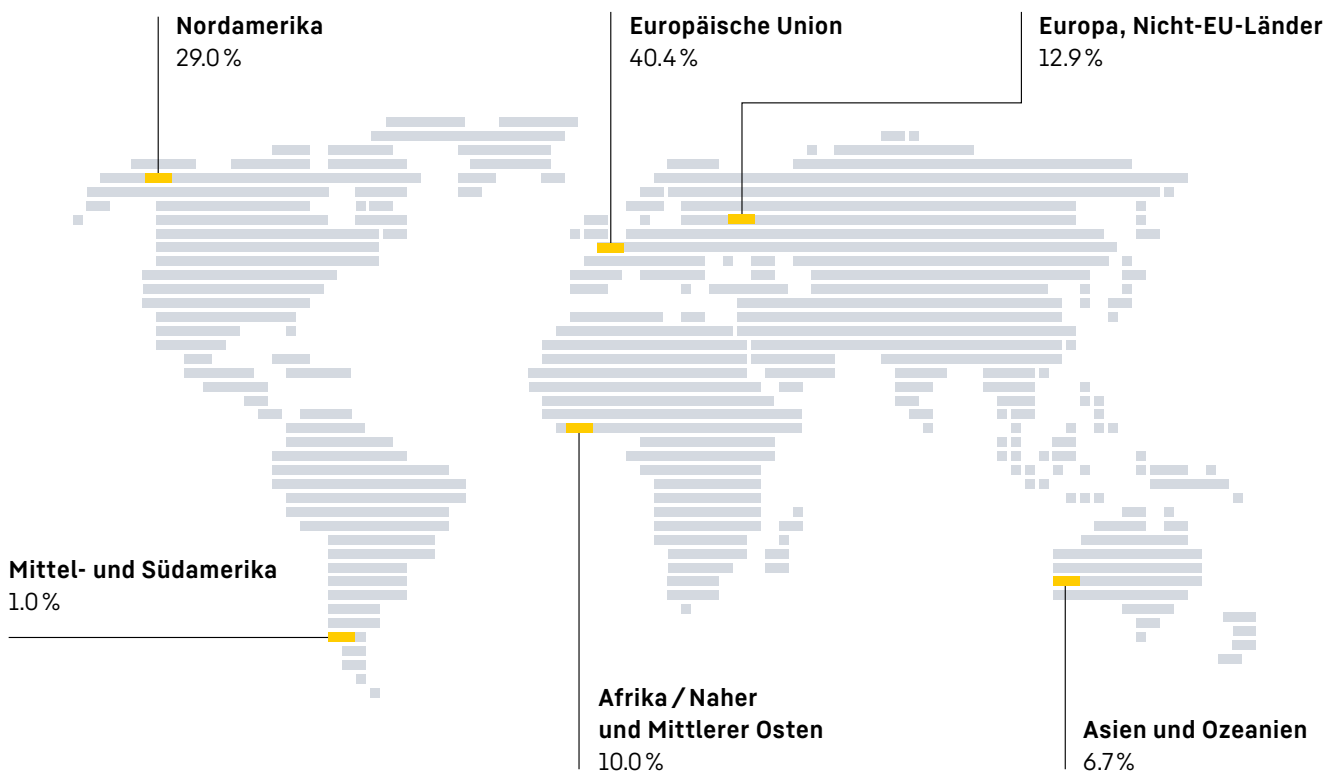 Nordamerika
29.0 %
Europäische Union
40.4 %
Europa, Nicht-EU-Länder
12.9 %
Mittel- und Südamerika
1.0 %
Afrika / Naher
und Mittlerer Osten
10.0 %
Asien und Ozeanien
6.7 %